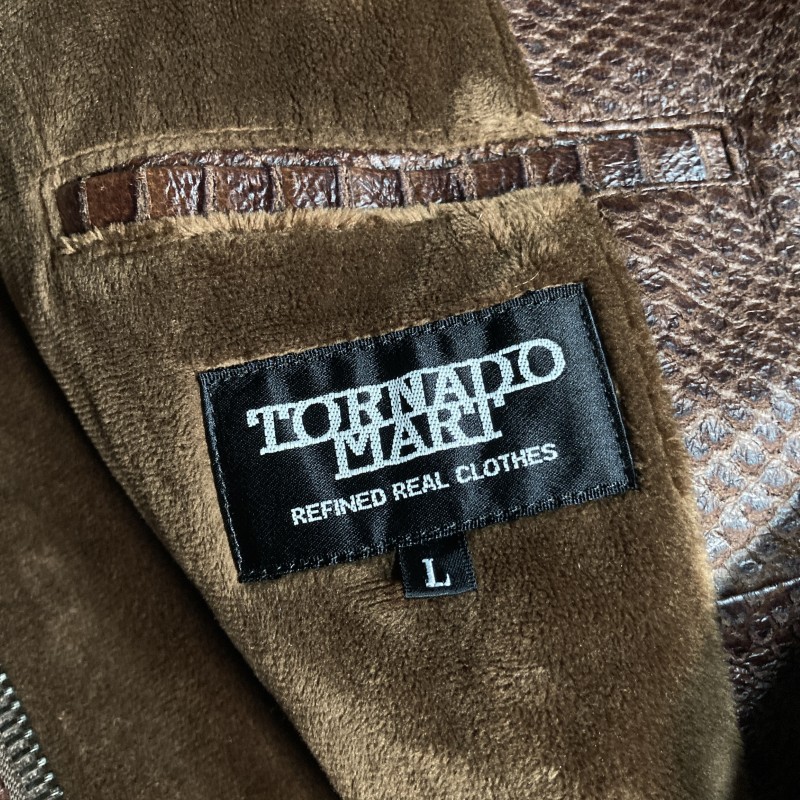 TORNADO
MART
REFINED REAL CLOTHES
L